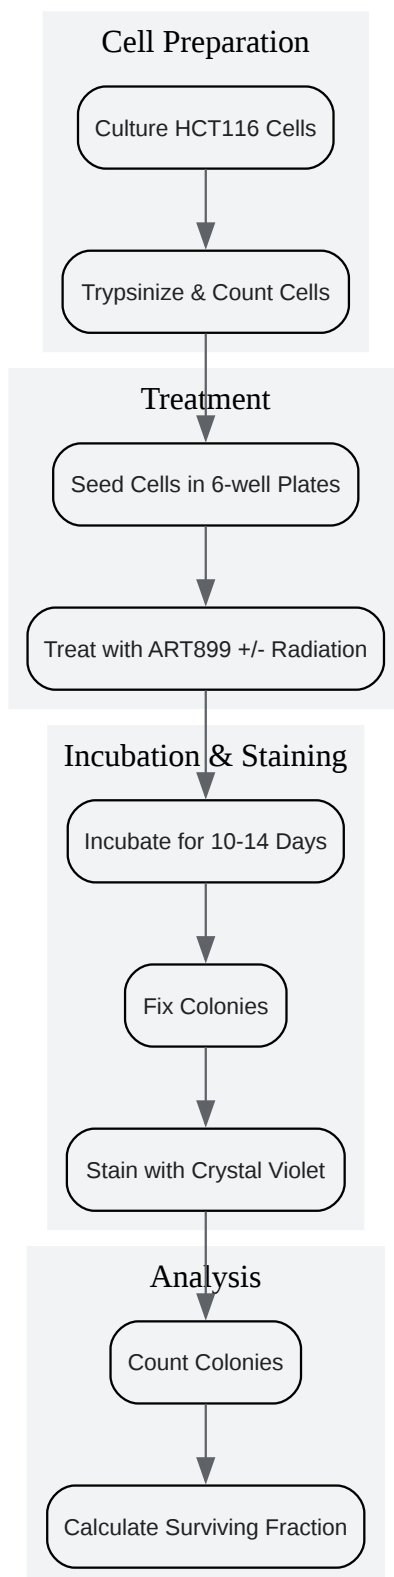 Cell Preparation
Culture HCT116 Cells
Trypsinize & Count Cells
Treatment
Seed Cells in 6-well Plates
Treat with ART899 +/- Radiation
Incubation & Staining
Incubate for 10-14 Days
Fix Colonies
Stain with Crystal Violet
Analysis
Count Colonies
Calculate Surviving Fraction